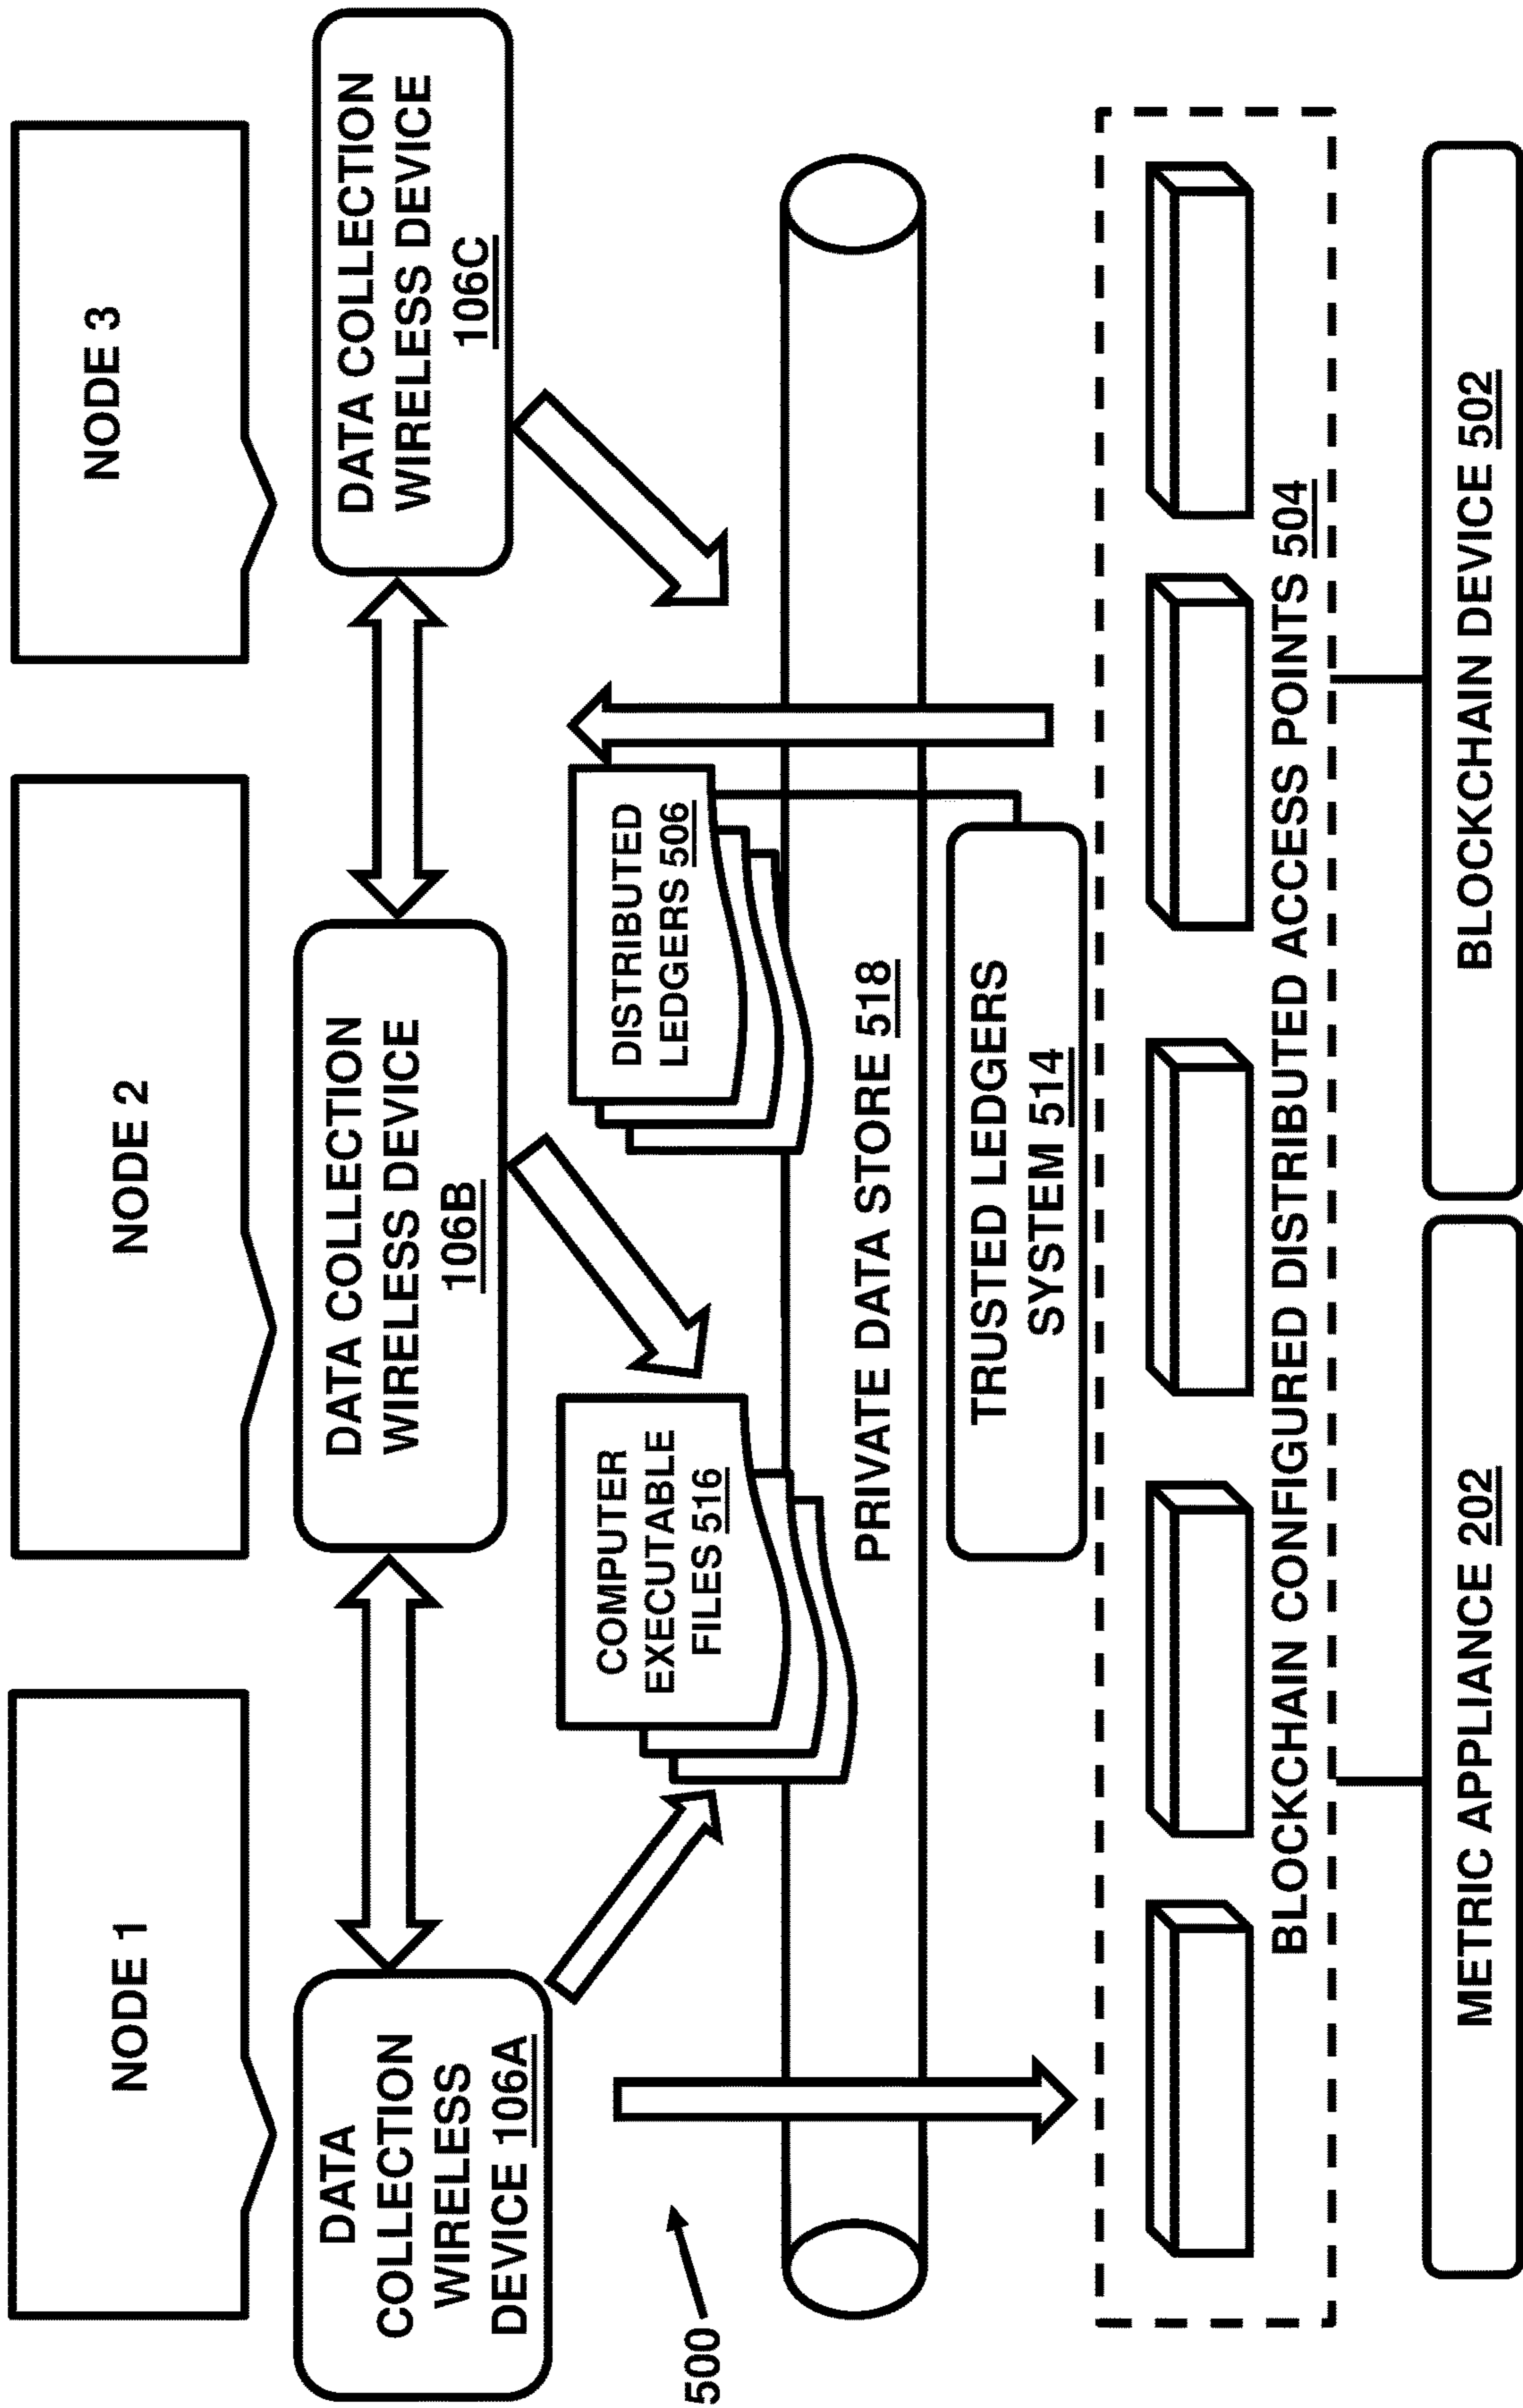 NODE 1
NODE 2
NODE 3
DATA
COLLECTION
WIRELESS
DEVICE 106A
DATA COLLECTION
WIRELESS DEVICE
106B
DATA COLLECTION
WIRELESS DEVICE
106C
500
COMPUTER
EXECUTABLE
FILES 516
DISTRIBUTED
LEDGERS 506
PRIVATE DATA STORE 518
TRUSTED LEDGERS
SYSTEM 514
BLOCKCHAIN CONFIGURED DISTRIBUTED ACCESS POINTS 504
METRIC APPLIANCE 202
BLOCKCHAIN DEVICE 502